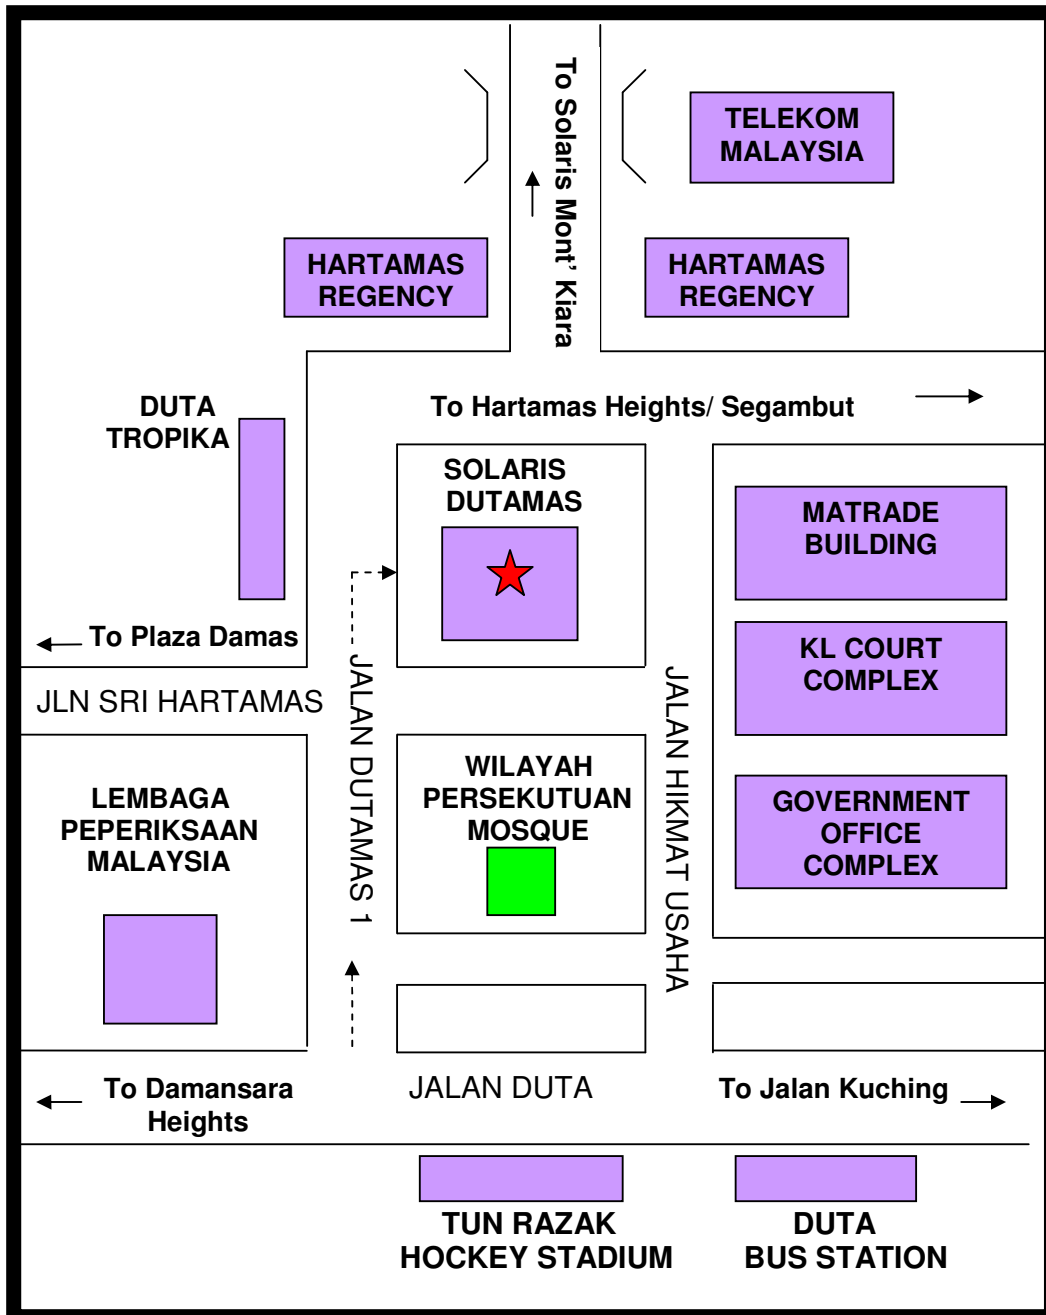 To Solaris Mont' Kiara
TELEKOM
MALAYSIA
HARTAMAS
REGENCY
HARTAMAS
REGENCY
DUTA
TROPIKA
To Hartamas Heights/ Segambut
SOLARIS
DUTAMAS
MATRADE
BUILDING
To Plaza Damas
KL COURT
COMPLEX
JLN SRI HARTAMAS
JALAN DUTAMAS 1
JALAN HIKMAT USAHA
WILAYAH
PERSEKUTUAN
MOSQUE
LEMBAGA
PEPERIKSAAN
MALAYSIA
GOVERNMENT
OFFICE
COMPLEX
To Damansara
Heights
JALAN DUTA
To Jalan Kuching
TUN RAZAK
HOCKEY STADIUM
DUTA
BUS STATION